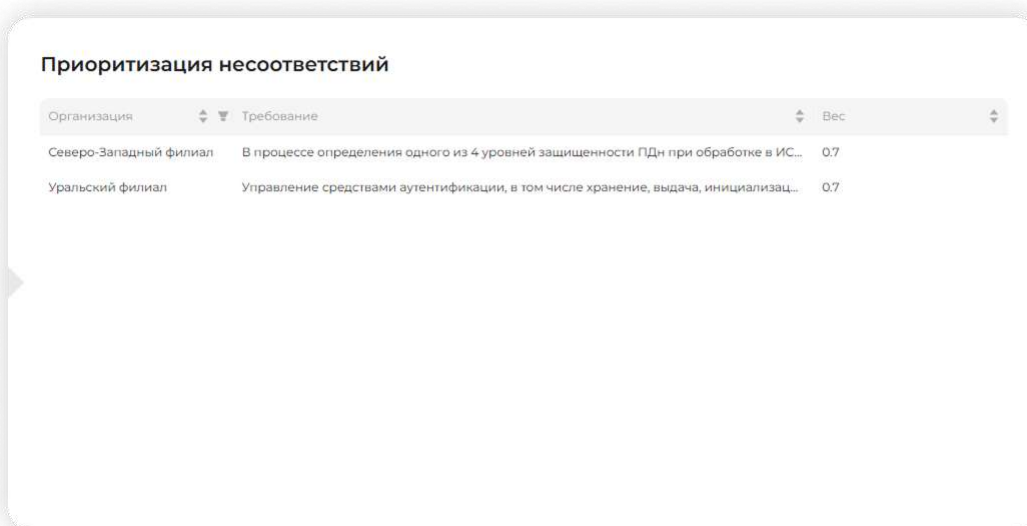 Приоритизация несоответствий
Организация Требование Вес
Северо-Западный филиал В процессе определения одного из 4 уровней защищенности ПДн при обработке в ИС... 0.7
Уральский филиал Управление средствами аутентификации, в том числе хранение, выдача, инициализац... 0.7